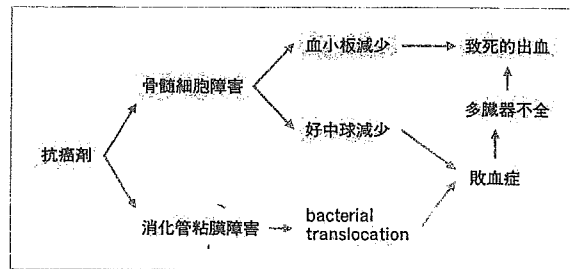 血小板減少
致死的出血
骨髄細胞障害
多臓器不全
好中球減少
抗癌剤
敗血症
消化管粘膜障害
bacterial
translocation